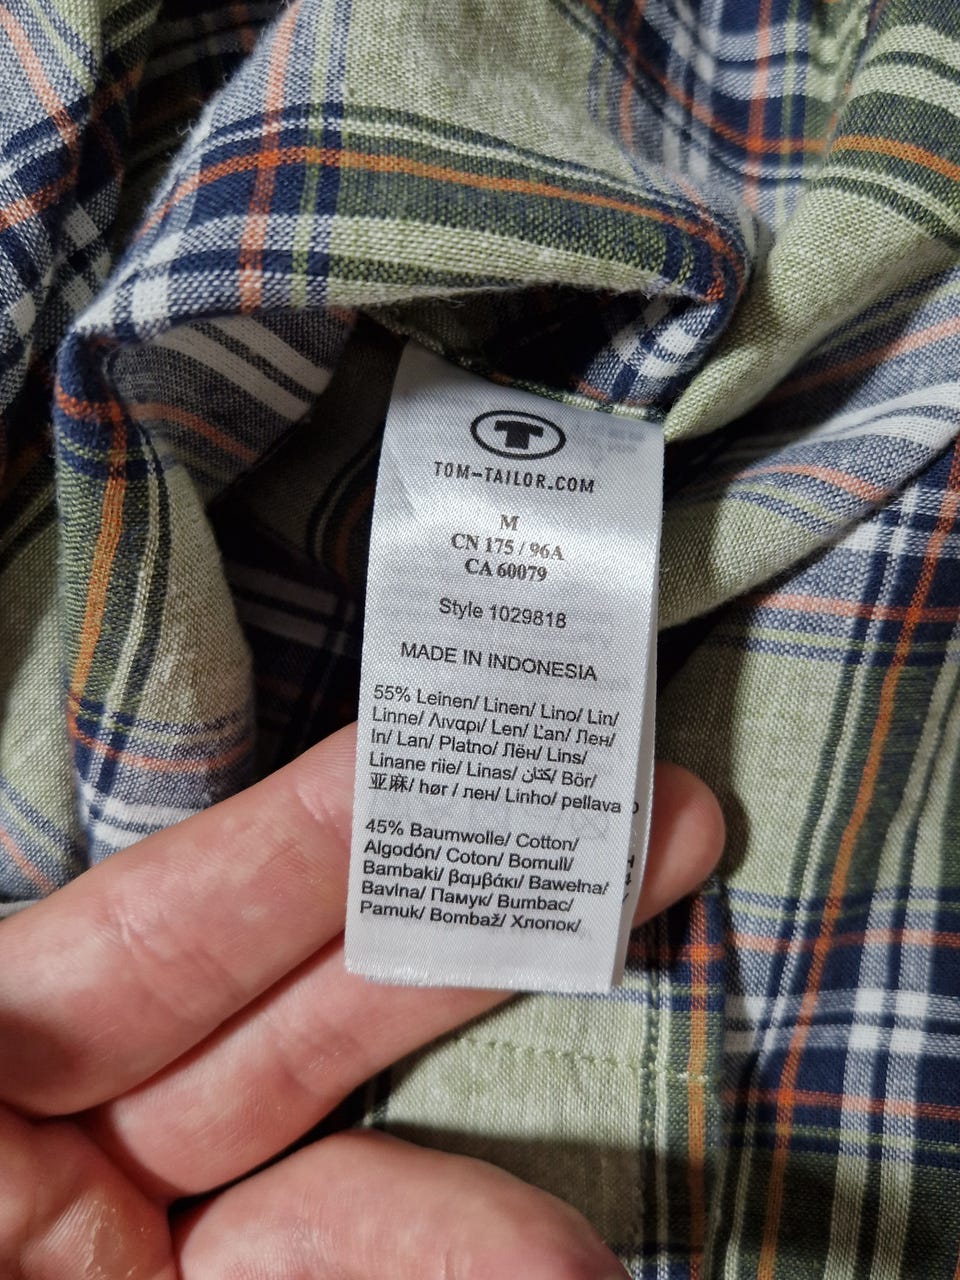 TOM-TAILOR.COM
M
CN 175 / 96A
CA 60079
Style 1029818
MADE IN INDONESIA
55% Leinen/ Linen/ Lino/ Lin/
Linne/ Λιναρί/ Len/ Ľan/ Лен/
In/ Lan/ Platno/ Лён/ Lins/
Linane riie/ Linas/ كتان/ Bör/
亚麻/ hør / лен/ Linho/ pellava
45% Baumwolle/ Cotton/
Algodón/ Coton/ Bomull/
Bambaki/ βαμβάκι/ Bawełna/
Bavlna/ Памук/ Bumbac/
Pamuk/ Bombaž/ Хлопок/